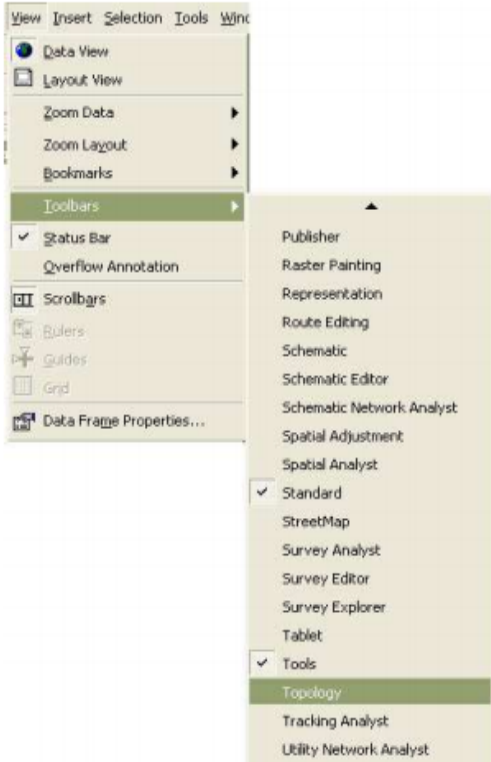 View Insert Selection Tools
Data View
Layout View
Zoom Data
Zoom Layout
Bookmarks
Toolbars
Status Bar
Overflow Annotation
Scrollbars
Rulers
Guides
Grid
Data Frame Properties...
Publisher
Raster Painting
Representation
Route Editing
Schematic
Schematic Editor
Schematic Network Analyst
Spatial Adjustment
Spatial Analyst
Standard
StreetMap
Survey Analyst
Survey Editor
Survey Explorer
Tablet
Tools
Topology
Tracking Analyst
Utility Network Analyst